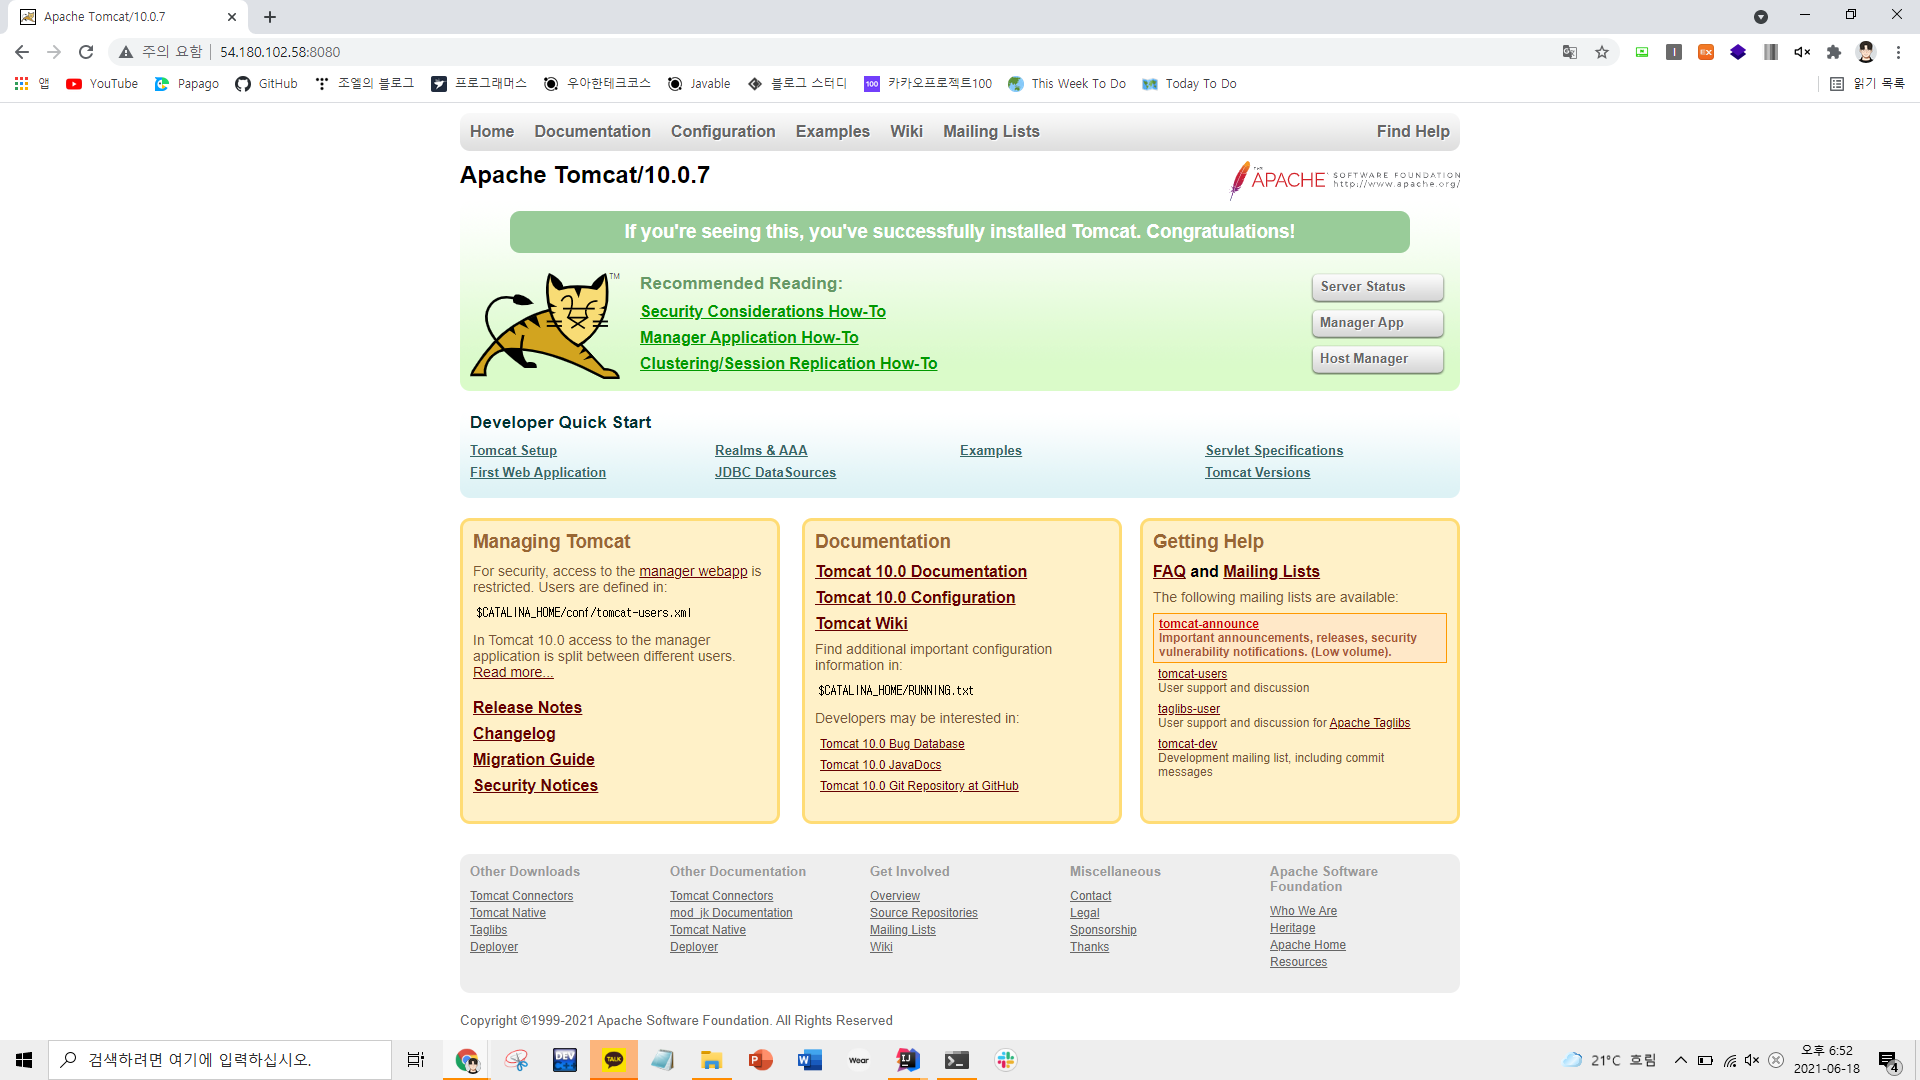 Apache Tomcat/10.0.7
주의 요함 54.180.102.58:8080
앱 YouTube Papago GitHub 조엘의 블로그 프로그래머스 우아한테크코스 Javable 블로그 스터디 100 카카오프로젝트100 This Week To Do Today To Do 읽기 목록
Home Documentation Configuration Examples Wiki Mailing Lists Find Help
Apache Tomcat/10.0.7
THE APACHE SOFTWARE FOUNDATION
http://www.apache.org/
If you're seeing this, you've successfully installed Tomcat. Congratulations!
TM
Recommended Reading:
Security Considerations How-To
Manager Application How-To
Clustering/Session Replication How-To
Server Status
Manager App
Host Manager
Developer Quick Start
Tomcat Setup
First Web Application
Realms & AAA
JDBC DataSources
Examples
Servlet Specifications
Tomcat Versions
Managing Tomcat
For security, access to the manager webapp is
restricted. Users are defined in:
$CATALINA_HOME/conf/tomcat-users.xml
In Tomcat 10.0 access to the manager
application is split between different users.
Read more...
Release Notes
Changelog
Migration Guide
Security Notices
Documentation
Tomcat 10.0 Documentation
Tomcat 10.0 Configuration
Tomcat Wiki
Find additional important configuration
information in:
$CATALINA_HOME/RUNNING.txt
Developers may be interested in:
Tomcat 10.0 Bug Database
Tomcat 10.0 JavaDocs
Tomcat 10.0 Git Repository at GitHub
Getting Help
FAQ and Mailing Lists
The following mailing lists are available:
tomcat-announce
Important announcements, releases, security
vulnerability notifications. (Low volume).
tomcat-users
User support and discussion
taglibs-user
User support and discussion for Apache Taglibs
tomcat-dev
Development mailing list, including commit
messages
Other Downloads
Tomcat Connectors
Tomcat Native
Taglibs
Deployer
Other Documentation
Tomcat Connectors
mod_jk Documentation
Tomcat Native
Deployer
Get Involved
Overview
Source Repositories
Mailing Lists
Wiki
Miscellaneous
Contact
Legal
Sponsorship
Thanks
Apache Software
Foundation
Who We Are
Heritage
Apache Home
Resources
Copyright ©1999-2021 Apache Software Foundation. All Rights Reserved
검색하려면 여기에 입력하십시오.
DEV
TALK
Wear
21°C 흐림
오후 6:52
2021-06-18
4